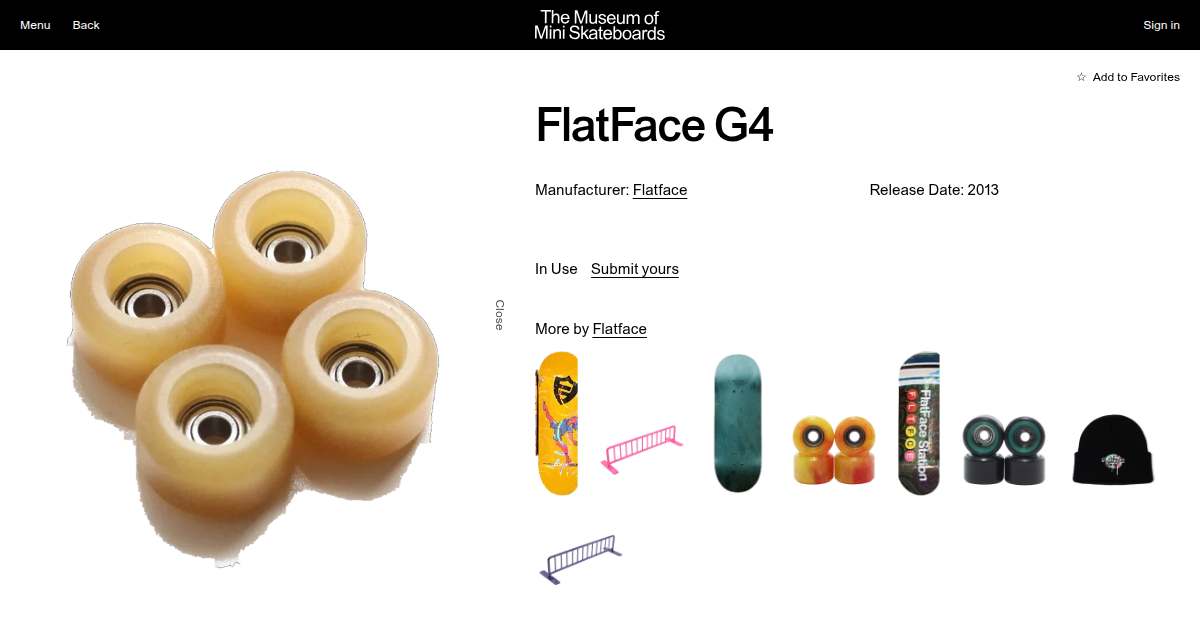 Menu
Back
The Museum of
Mini Skateboards
Sign in
☆ Add to Favorites
FlatFace G4
Manufacturer: Flatface
Release Date: 2013
In Use
Submit yours
Close
More by Flatface
FlatFace Station